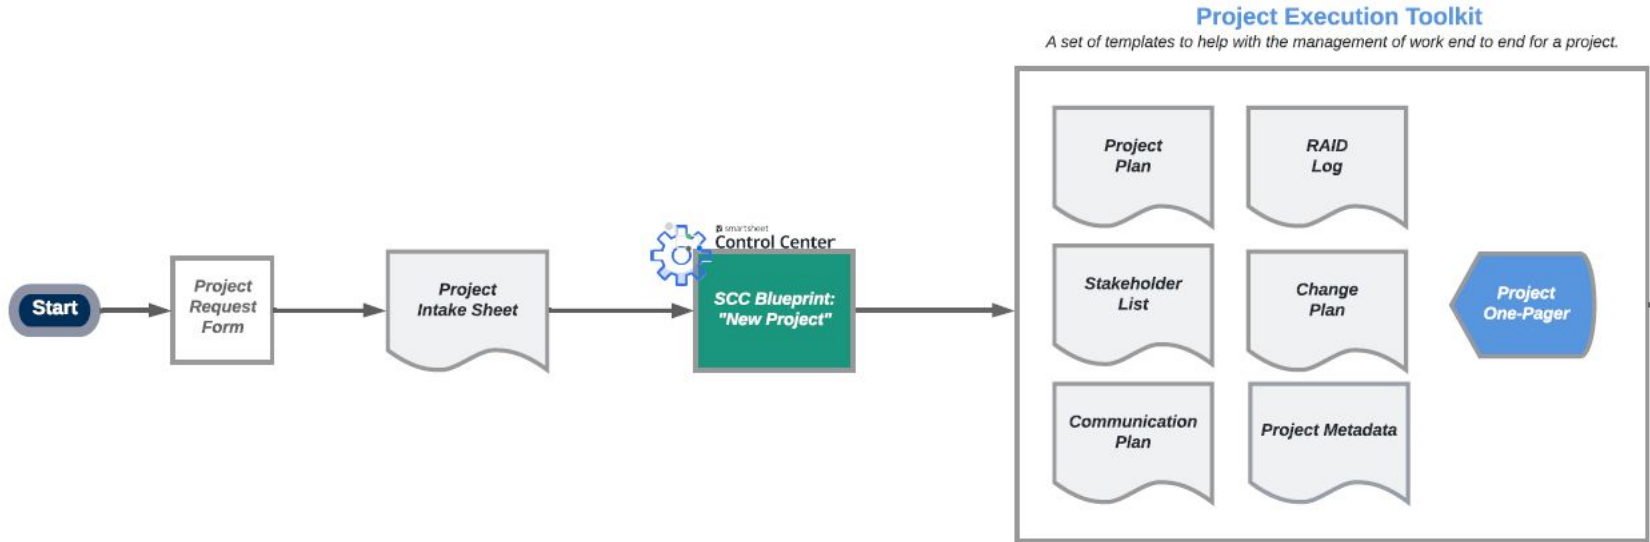 Project Execution Toolkit
A set of templates to help with the management of work end to end for a project.
Start
Project
Request
Form
Project
Intake Sheet
smartsheet
Control Center
SCC Blueprint:
"New Project"
Project
Plan
RAID
Log
Stakeholder
List
Change
Plan
Communication
Plan
Project Metadata
Project
One-Pager